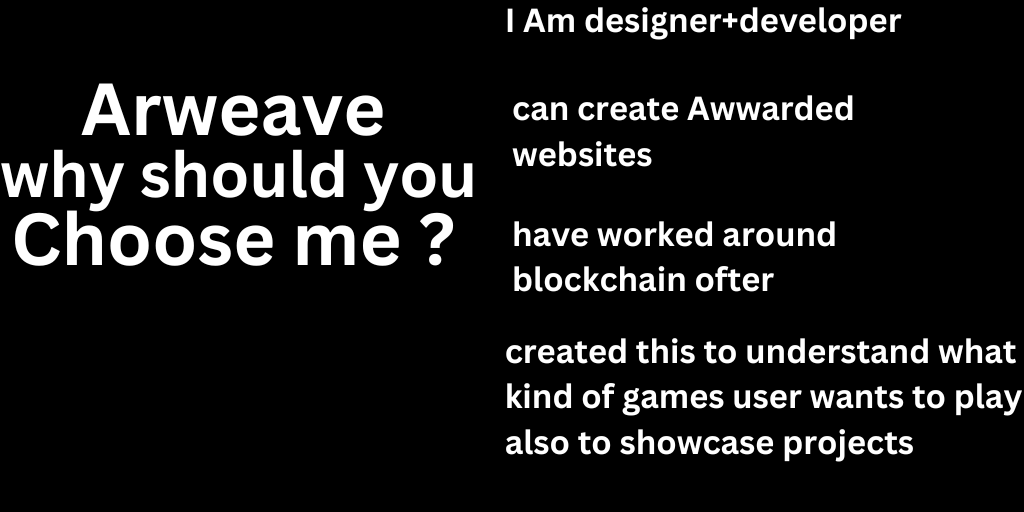 Arweave
why should you
Choose me ?
I Am designer+developer
can create Awwarded
websites
have worked around
blockchain ofter
created this to understand what
kind of games user wants to play
also to showcase projects